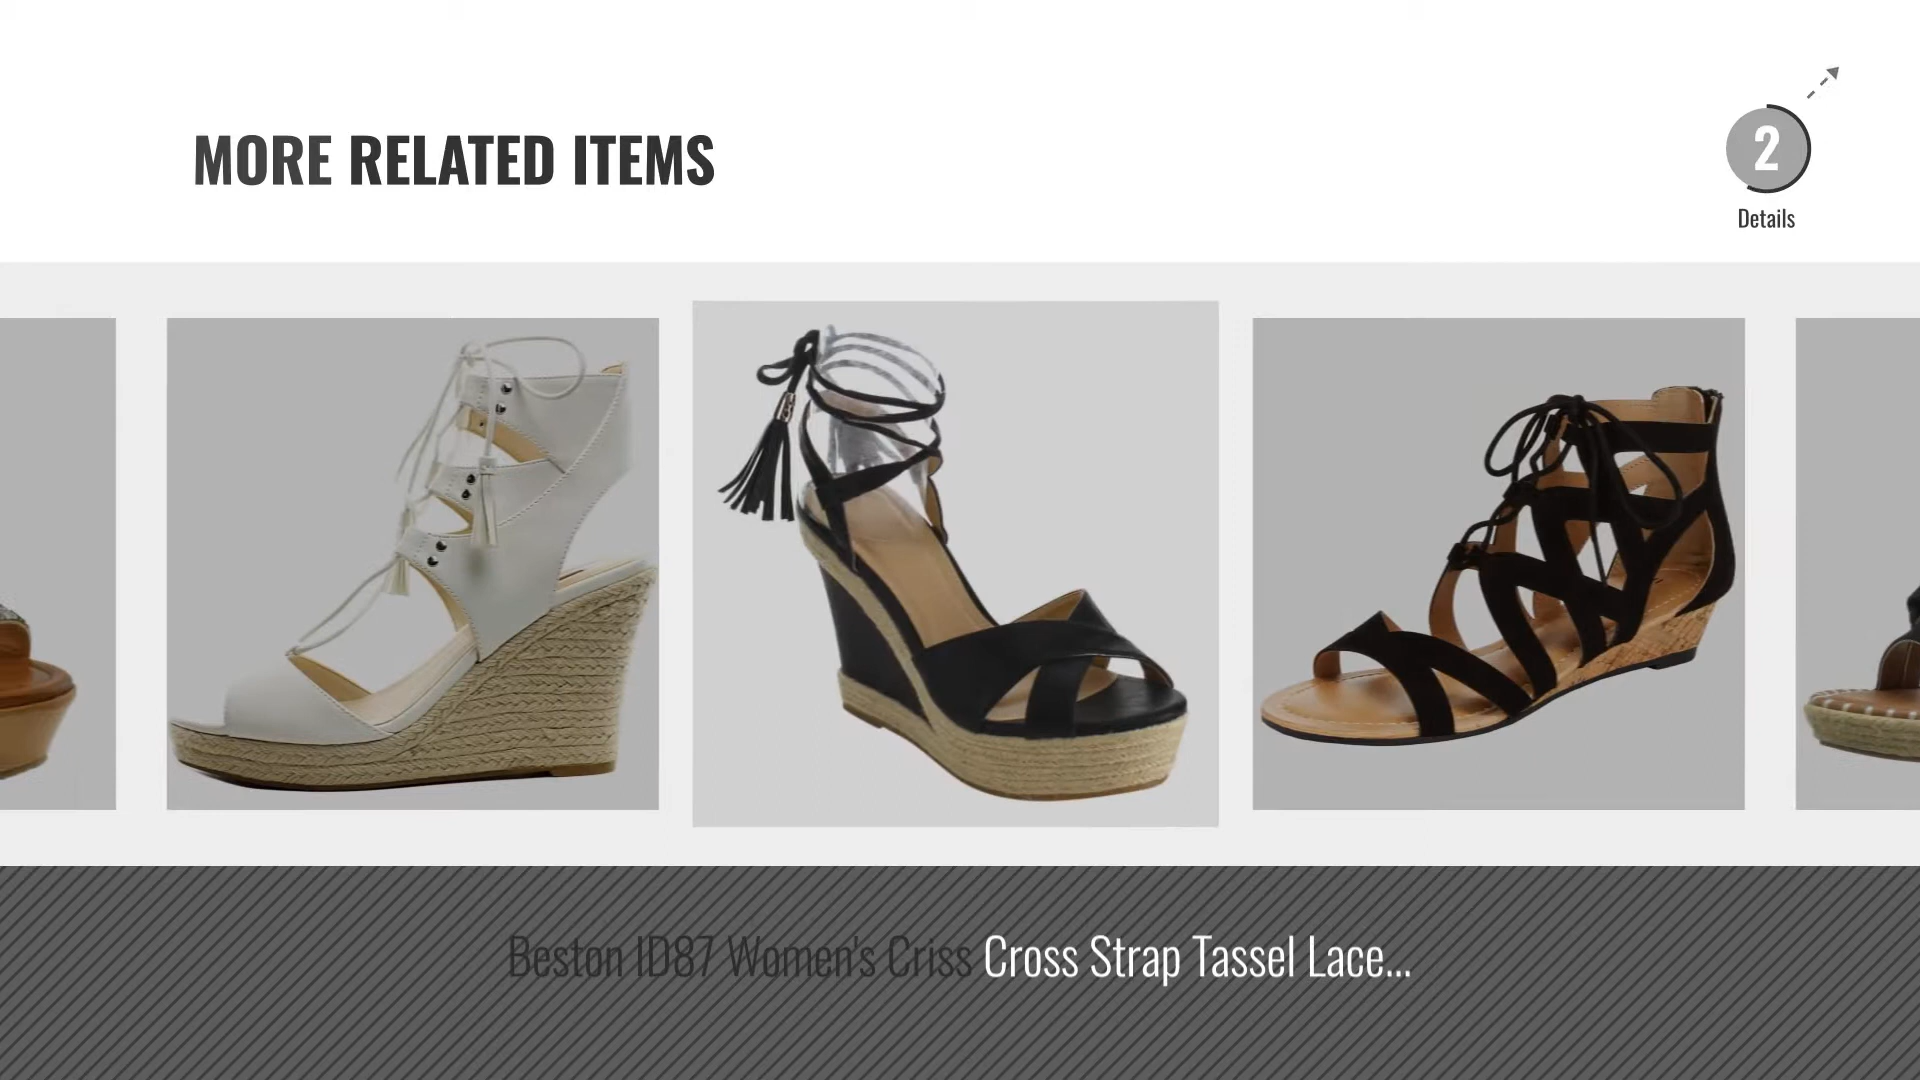 MORE RELATED ITEMS
2
Details
Beston ID87 Women's Criss Cross Strap Tassel Lace...